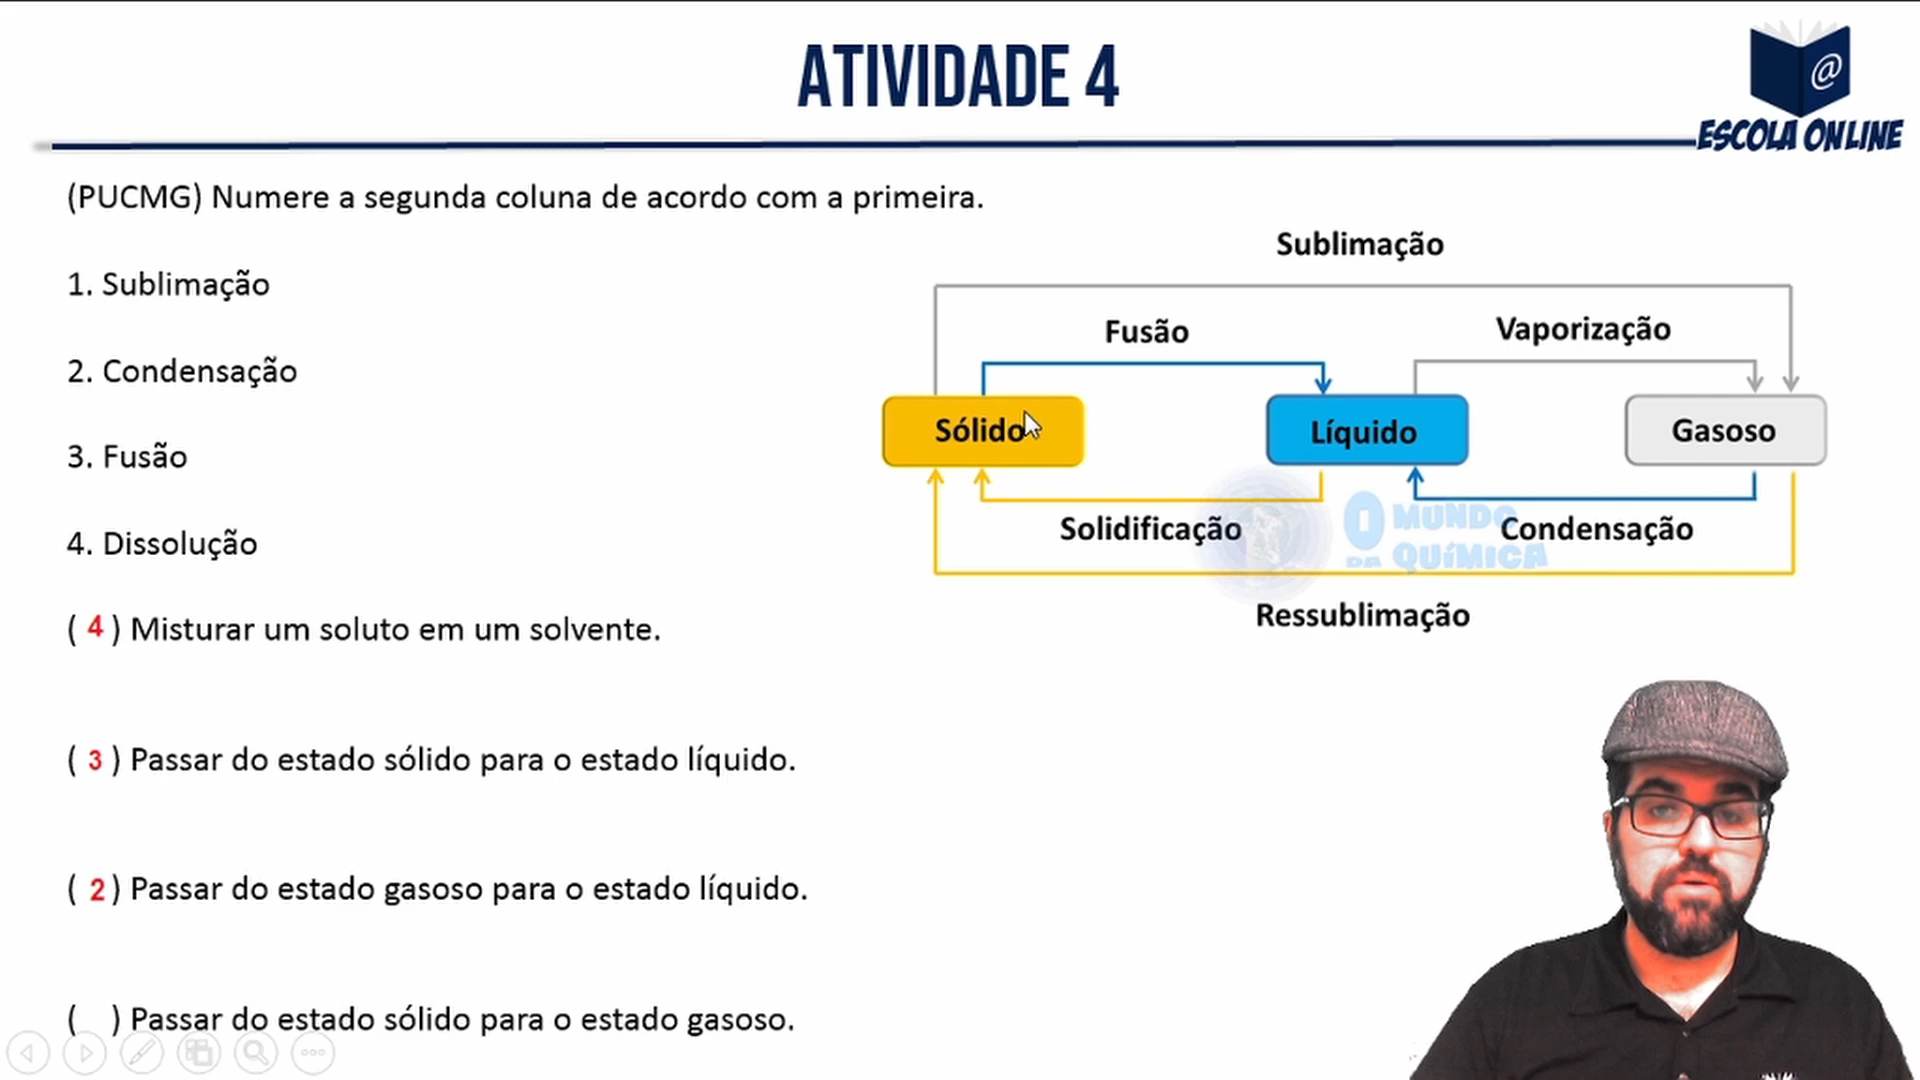 ATIVIDADE 4
@
ESCOLA ONLINE
(PUCMG) Numere a segunda coluna de acordo com a primeira.
1. Sublimação
2. Condensação
3. Fusão
4. Dissolução
( 4 ) Misturar um soluto em um solvente.
( 3 ) Passar do estado sólido para o estado líquido.
( 2 ) Passar do estado gasoso para o estado líquido.
( ) Passar do estado sólido para o estado gasoso.
Sublimação
Fusão
Vaporização
Sólido
Líquido
Gasoso
Solidificação
Condensação
O MUNDO
DA QUÍMICA
Ressublimação